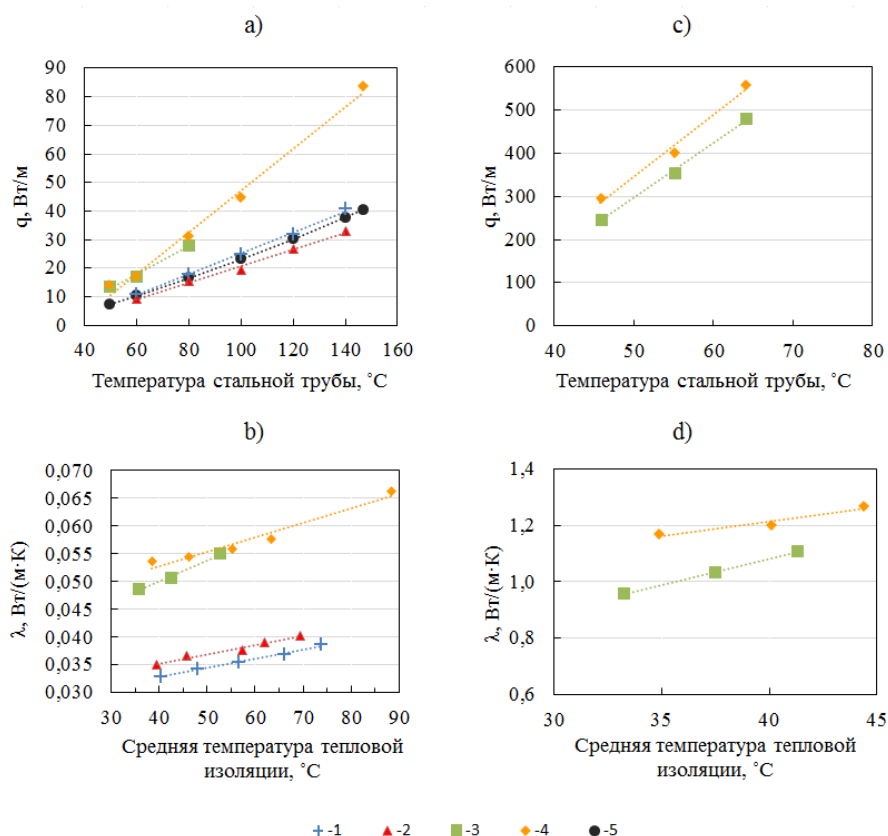 a)
90
80
70
60
50
40
30
20
10
0
q, Вт/м
40 60 80 100 120 140 160
Температура стальной трубы, ˚С
c)
600
500
400
300
200
100
0
q, Вт/м
40 50 60 70 80
Температура стальной трубы, ˚С
b)
0,070
0,065
0,060
0,055
0,050
0,045
0,040
0,035
0,030
λ, Вт/(м·К)
30 40 50 60 70 80 90
Средняя температура тепловой
изоляции, ˚С
d)
1,4
1,2
1,0
0,8
0,6
λ, Вт/(м·К)
30 35 40 45
Средняя температура тепловой
изоляции, ˚С
-1 -2 -3 -4 -5